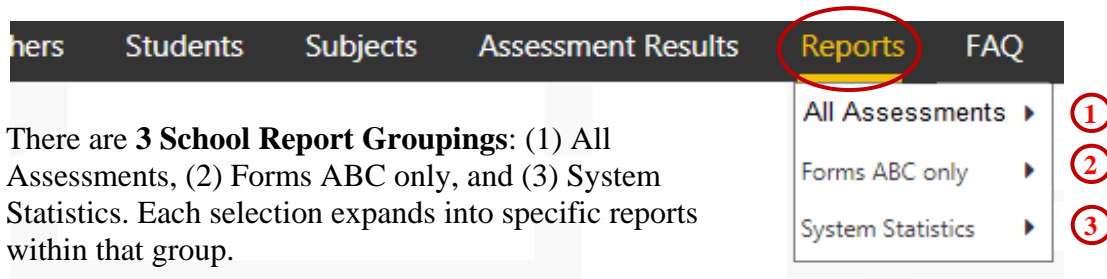 hers Students Subjects Assessment Results Reports FAQ
All Assessments 1
Forms ABC only 2
System Statistics 3
There are 3 School Report Groupings: (1) All
Assessments, (2) Forms ABC only, and (3) System
Statistics. Each selection expands into specific reports
within that group.